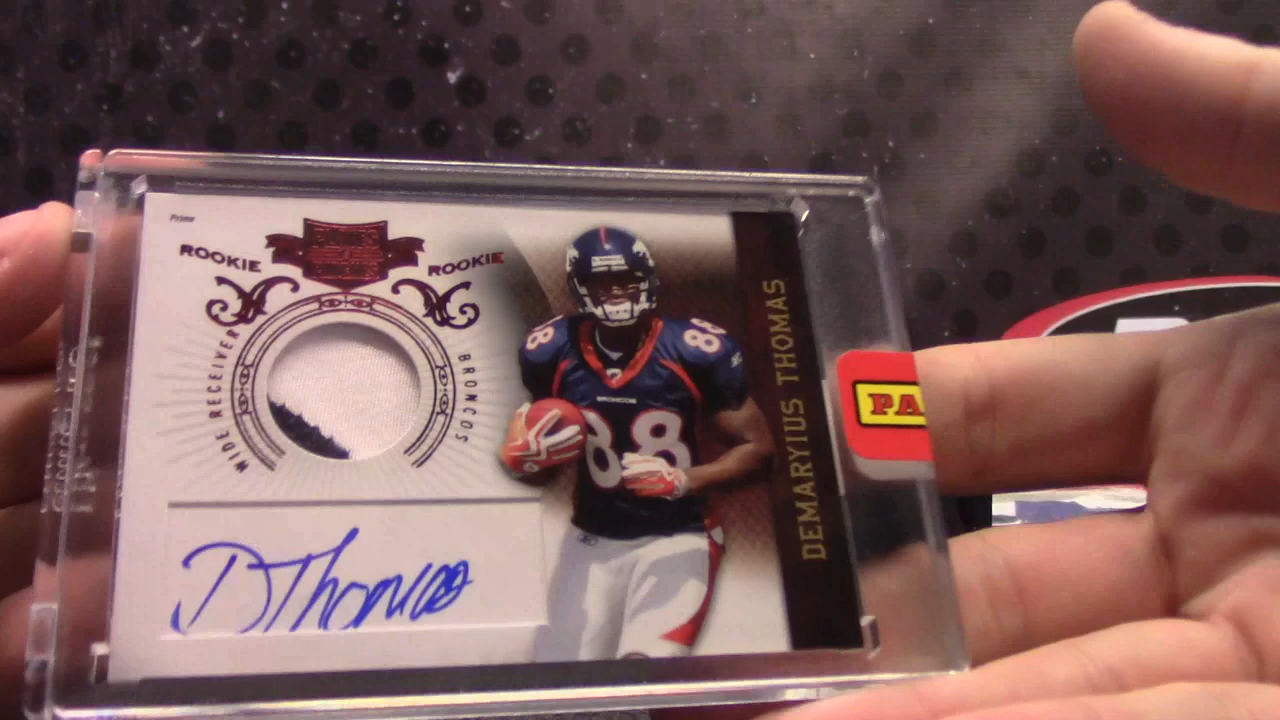 Prime
ROOKIE ROOKIE
WIDE RECEIVER
BRONCOS
DThomas
BRONCOS
88
88
88
DEMARYIUS THOMAS
PA